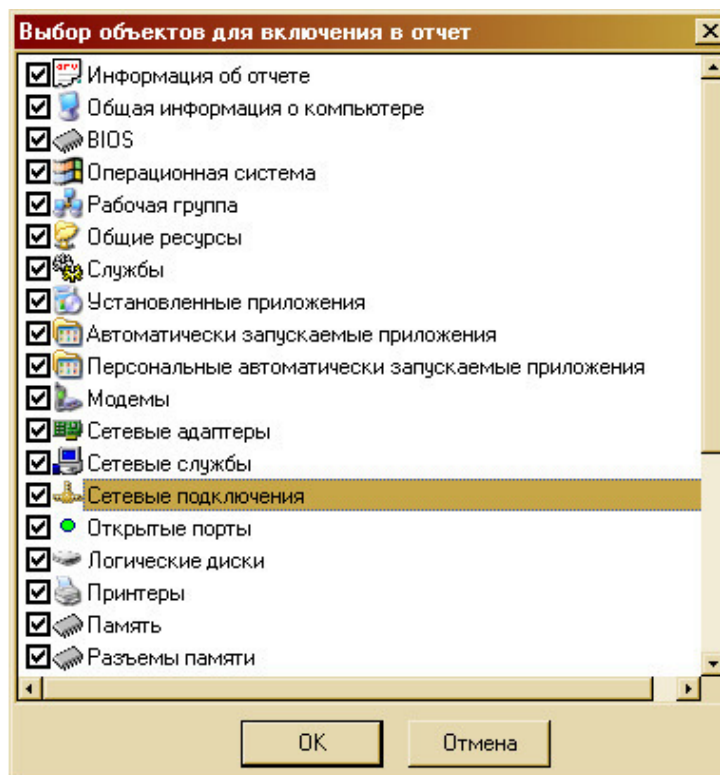 Выбор объектов для включения в отчет
Информация об отчете
Общая информация о компьютере
BIOS
Операционная система
Рабочая группа
Общие ресурсы
Службы
Установленные приложения
Автоматически запускаемые приложения
Персональные автоматически запускаемые приложения
Модемы
Сетевые адаптеры
Сетевые службы
Сетевые подключения
Открытые порты
Логические диски
Принтеры
Память
Разъемы памяти
OK Отмена